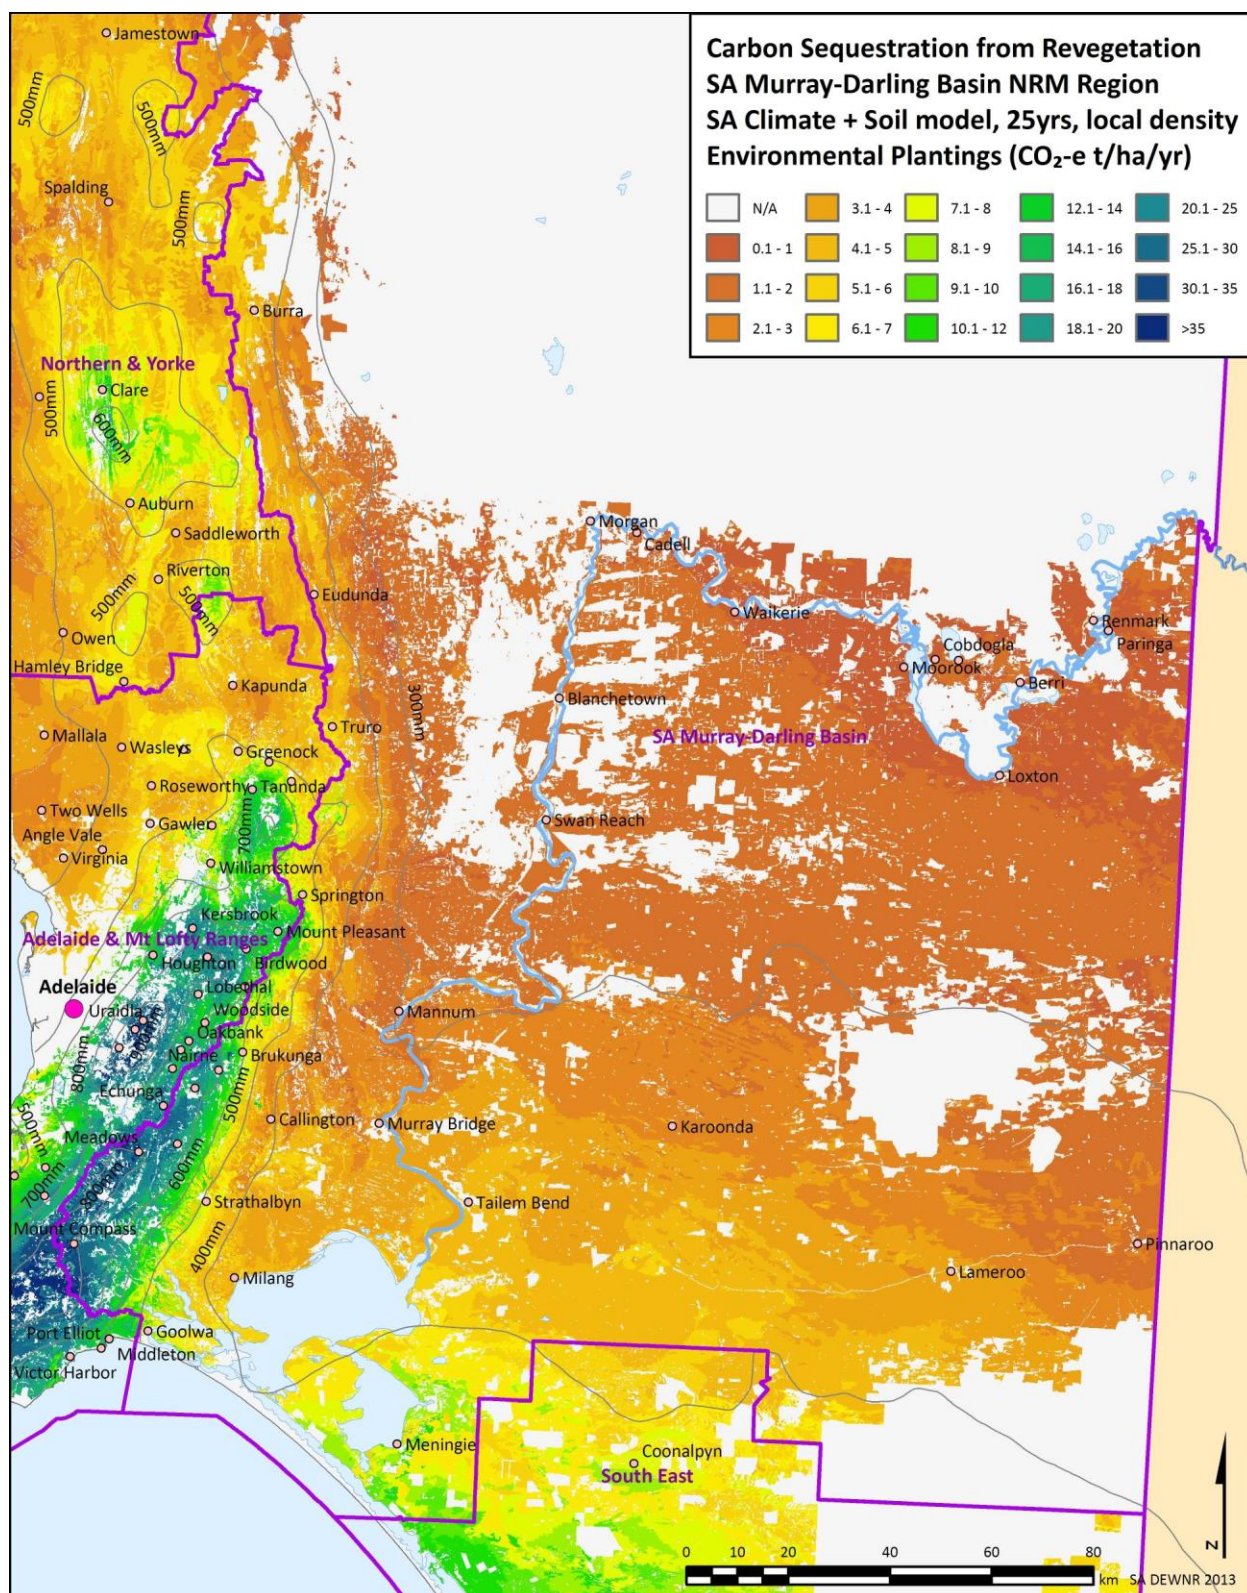 Carbon Sequestration from Revegetation
SA Murray-Darling Basin NRM Region
SA Climate + Soil model, 25yrs, local density
Environmental Plantings (CO₂-e t/ha/yr)
N/A
3.1 - 4
7.1 - 8
12.1 - 14
20.1 - 25
0.1 - 1
4.1 - 5
8.1 - 9
14.1 - 16
25.1 - 30
1.1 - 2
5.1 - 6
9.1 - 10
16.1 - 18
30.1 - 35
2.1 - 3
6.1 - 7
10.1 - 12
18.1 - 20
>35
Jamestown
500mm
500mm
Spalding
500mm
Burra
Northern & Yorke
Clare
500mm
600mm
Auburn
Saddleworth
Morgan
Cadell
Riverton
500mm
500mm
Eudunda
Waikerie
Renmark
Paringa
Owen
Cobdogla
Hamley Bridge
Moorook
Berri
Kapunda
300mm
Blanchetown
Mallala
Truro
SA Murray-Darling Basin
Wasleys
Greenock
Loxton
Roseworthy
Tanunda
Two Wells
Gawler
700mm
Swan Reach
Angle Vale
Virginia
Williamstown
Springton
Kersbrook
Adelaide & Mt Lofty Ranges
Mount Pleasant
Houghton
Birdwood
Adelaide
Lobethal
Uraidla
Woodside
Mannum
900mm
Oakbank
800mm
Nairne
Brukunga
Echunga
500mm
Callington
Murray Bridge
Karoonda
500mm
Meadows
600mm
700mm
800mm
Strathalbyn
Tailem Bend
Mount Compass
400mm
Pinnaroo
Milang
Lameroo
Port Elliot
Goolwa
Middleton
Victor Harbor
Meningie
Coonalpyn
South East
N
0 10 20 40 60 80
km
SA DEWNR 2013